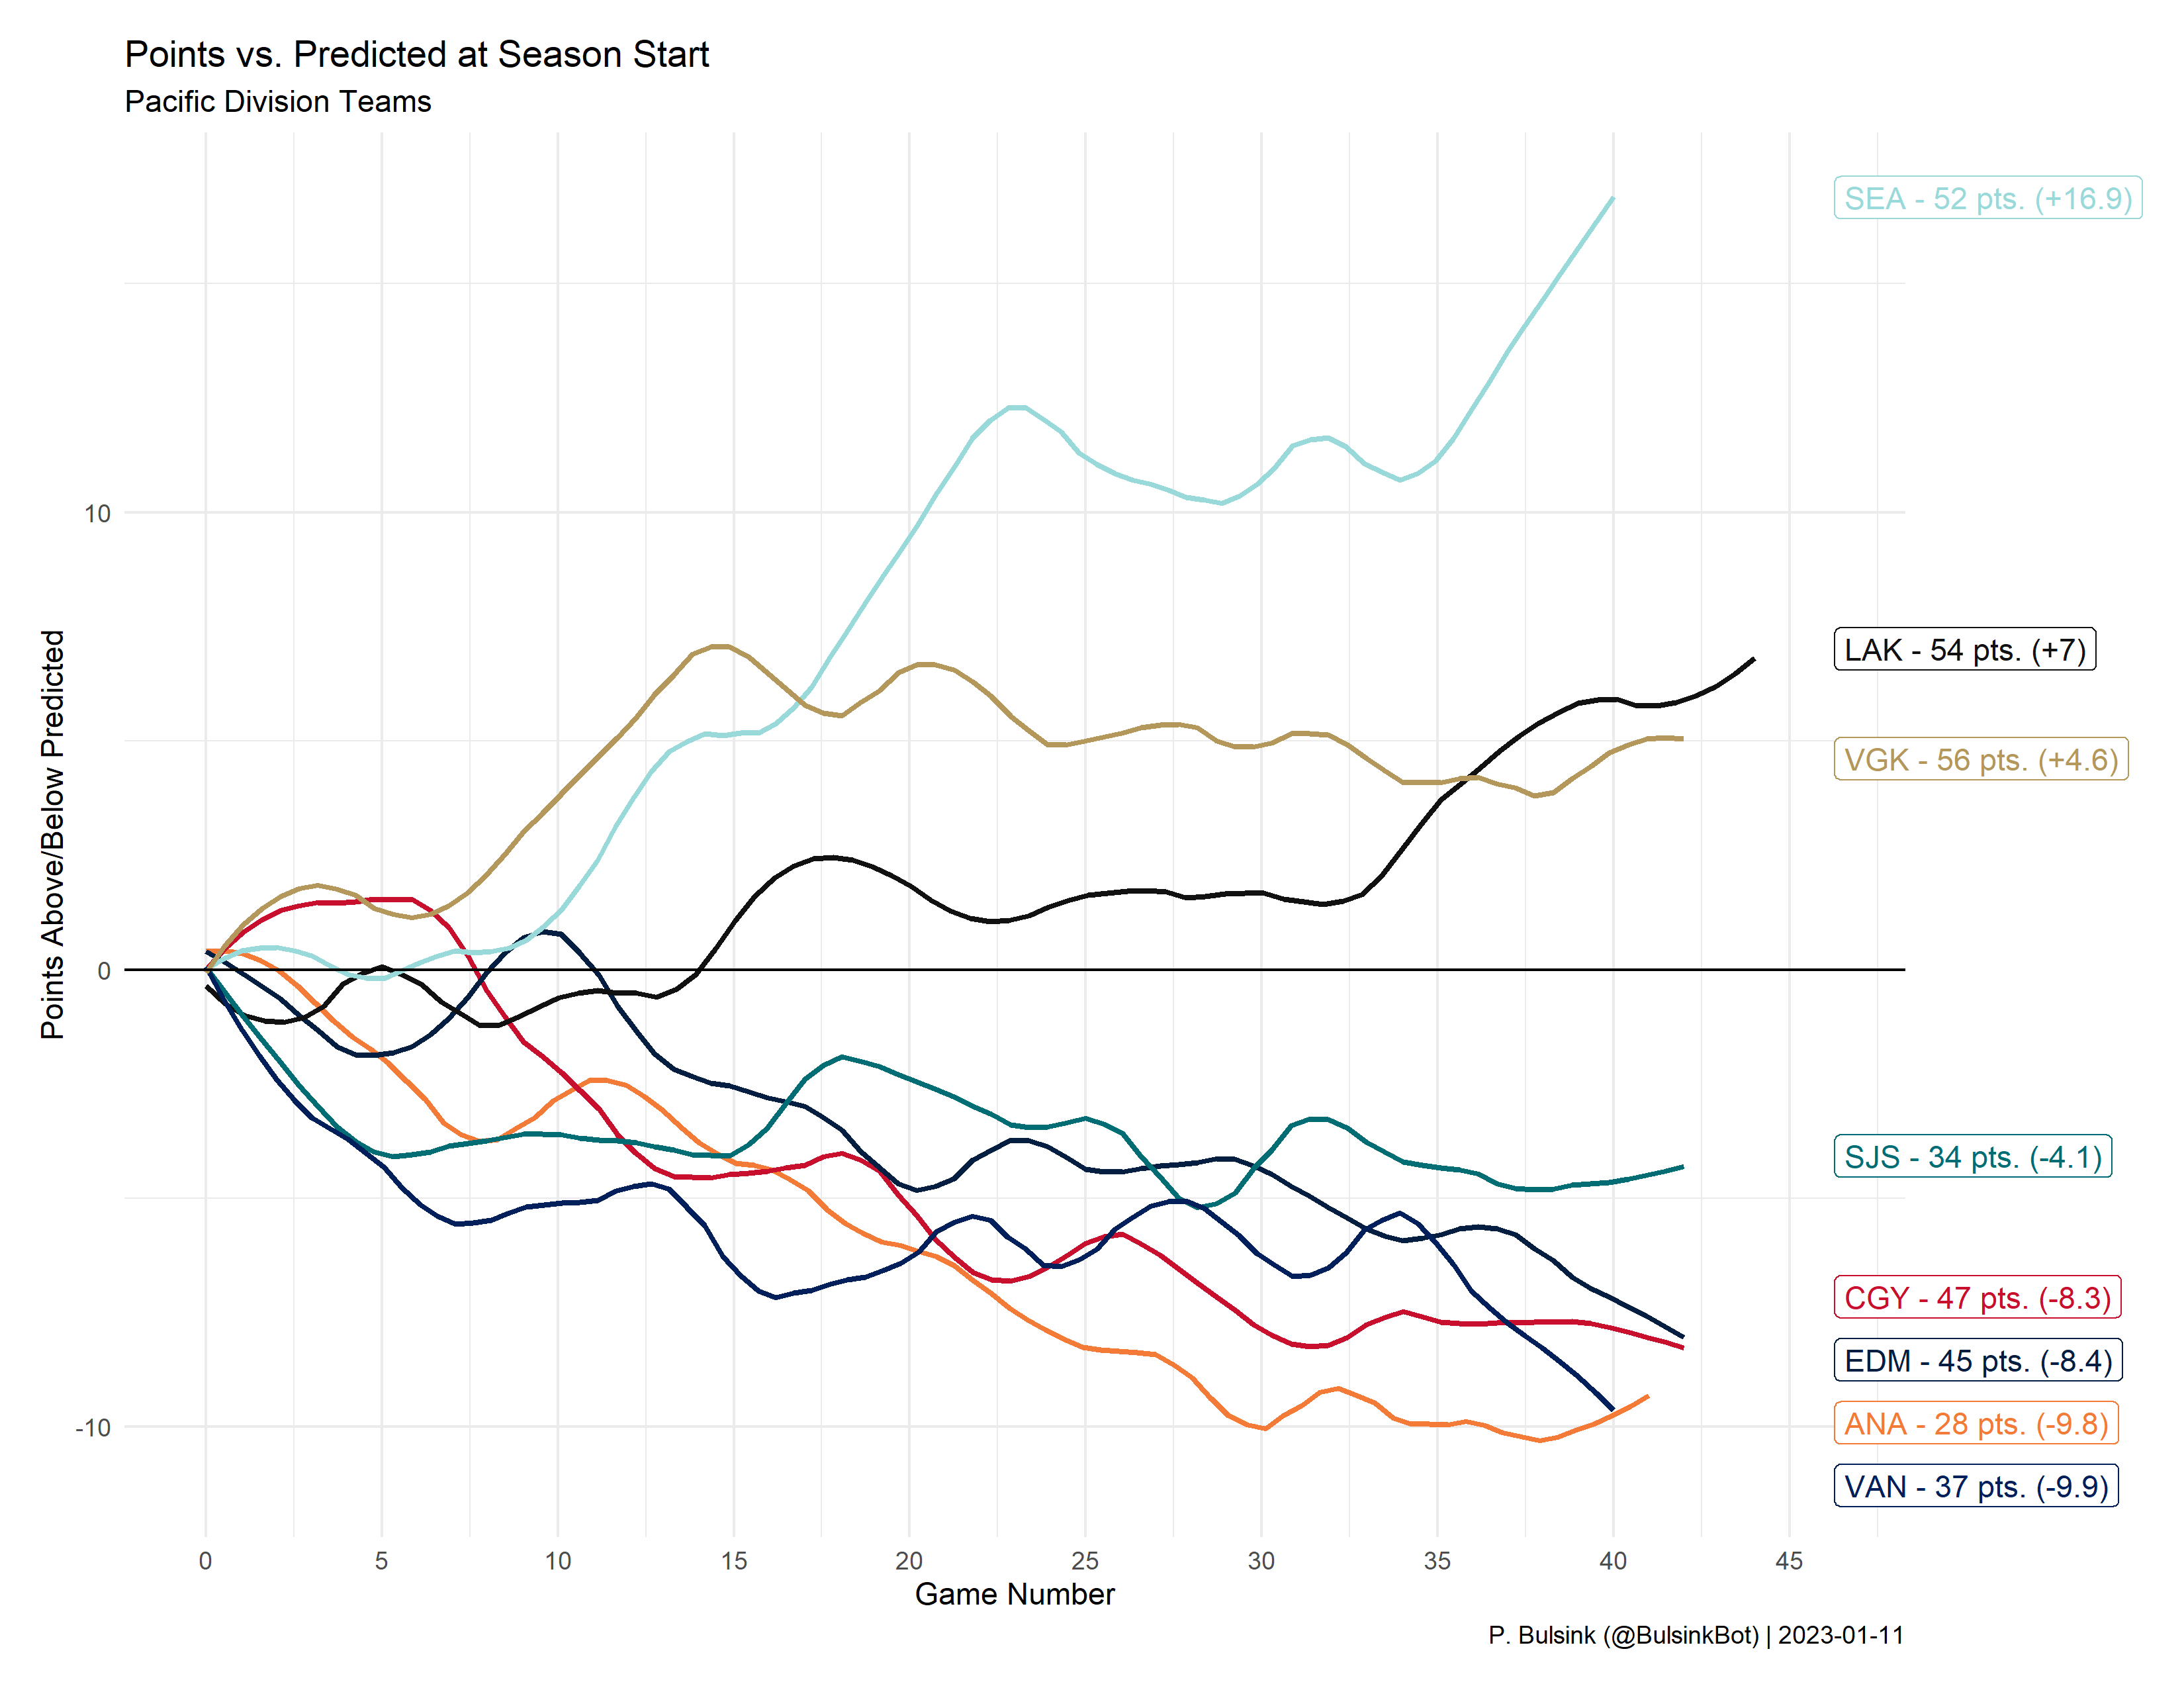 Points vs. Predicted at Season Start
Pacific Division Teams
SEA - 52 pts. (+16.9)
10
LAK - 54 pts. (+7)
VGK - 56 pts. (+4.6)
Points Above/Below Predicted
0
SJS - 34 pts. (-4.1)
CGY - 47 pts. (-8.3)
EDM - 45 pts. (-8.4)
ANA - 28 pts. (-9.8)
-10
VAN - 37 pts. (-9.9)
0 5 10 15 20 25 30 35 40 45
Game Number
P. Bulsink (@BulsinkBot) | 2023-01-11